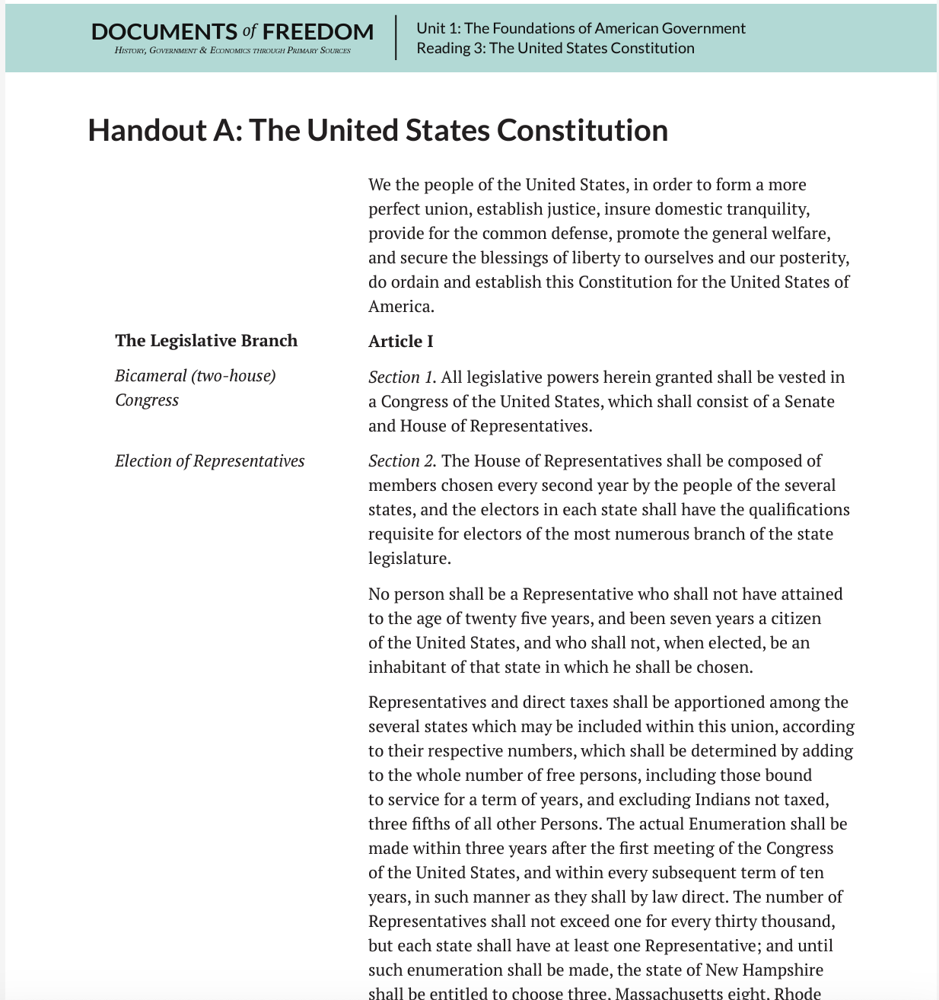 DOCUMENTS of FREEDOM
History, Government & Economics through Primary Sources
Unit 1: The Foundations of American Government
Reading 3: The United States Constitution
Handout A: The United States Constitution
We the people of the United States, in order to form a more
perfect union, establish justice, insure domestic tranquility,
provide for the common defense, promote the general welfare,
and secure the blessings of liberty to ourselves and our posterity,
do ordain and establish this Constitution for the United States of
America.
The Legislative Branch
Article I
Bicameral (two-house)
Congress
Section 1. All legislative powers herein granted shall be vested in
a Congress of the United States, which shall consist of a Senate
and House of Representatives.
Election of Representatives
Section 2. The House of Representatives shall be composed of
members chosen every second year by the people of the several
states, and the electors in each state shall have the qualifications
requisite for electors of the most numerous branch of the state
legislature.
No person shall be a Representative who shall not have attained
to the age of twenty five years, and been seven years a citizen
of the United States, and who shall not, when elected, be an
inhabitant of that state in which he shall be chosen.
Representatives and direct taxes shall be apportioned among the
several states which may be included within this union, according
to their respective numbers, which shall be determined by adding
to the whole number of free persons, including those bound
to service for a term of years, and excluding Indians not taxed,
three fifths of all other Persons. The actual Enumeration shall be
made within three years after the first meeting of the Congress
of the United States, and within every subsequent term of ten
years, in such manner as they shall by law direct. The number of
Representatives shall not exceed one for every thirty thousand,
but each state shall have at least one Representative; and until
such enumeration shall be made, the state of New Hampshire
shall be entitled to choose three, Massachusetts eight, Rhode